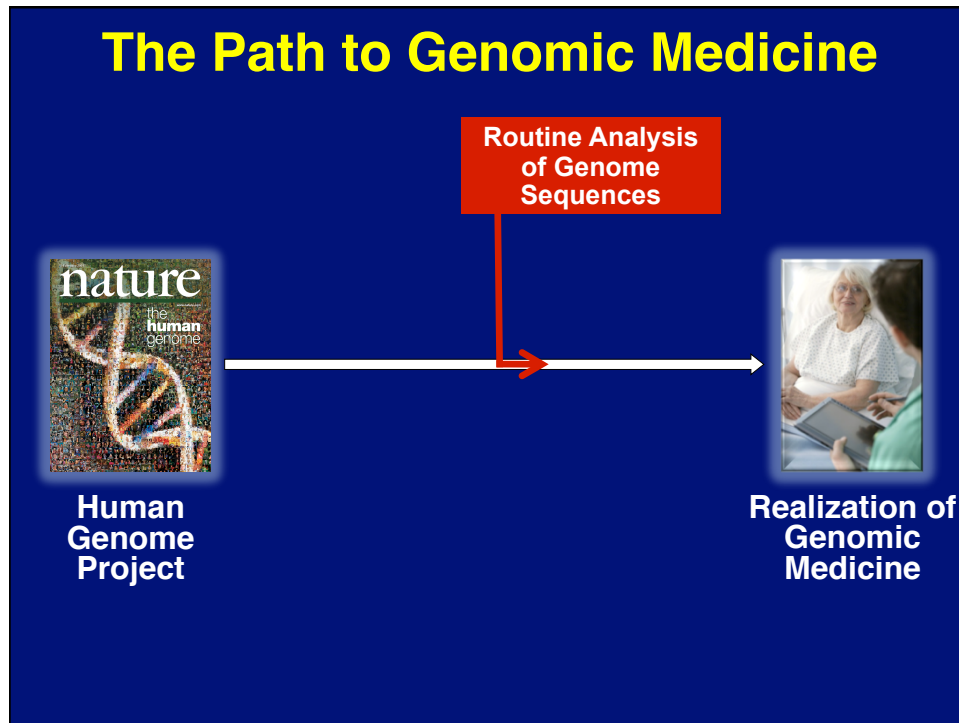 The Path to Genomic Medicine
Routine Analysis
of Genome
Sequences
nature
the
human
genome
Human
Genome
Project
Realization of
Genomic
Medicine